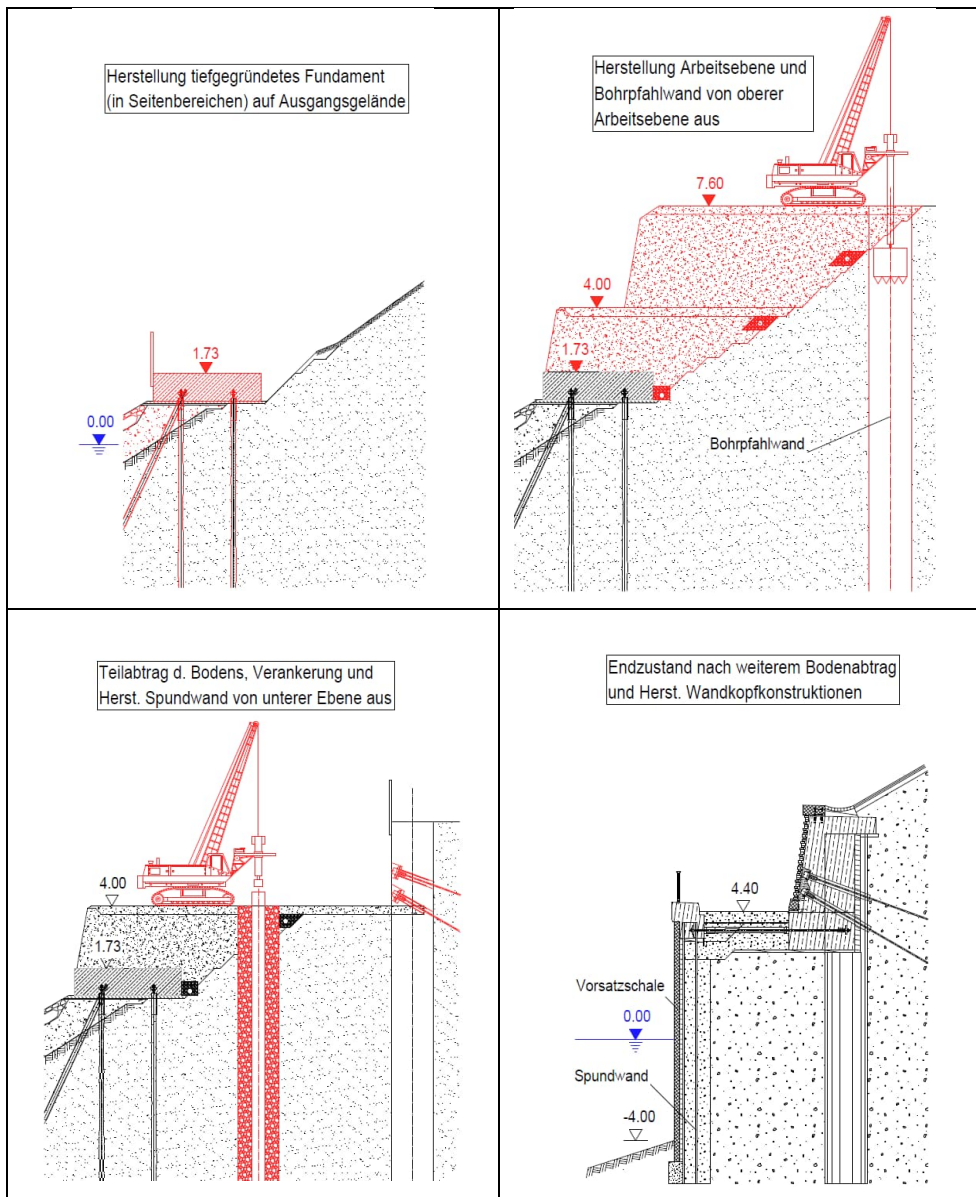 Herstellung tiefgegründetes Fundament
(in Seitenbereichen) auf Ausgangsgelände
1.73
0.00
Herstellung Arbeitsebene und
Bohrpfahlwand von oberer
Arbeitsebene aus
7.60
4.00
1.73
Bohrpfahlwand
Teilabtrag d. Bodens, Verankerung und
Herst. Spundwand von unterer Ebene aus
4.00
1.73
Endzustand nach weiterem Bodenabtrag
und Herst. Wandkopfkonstruktionen
4.40
Vorsatzschale
0.00
Spundwand
-4.00